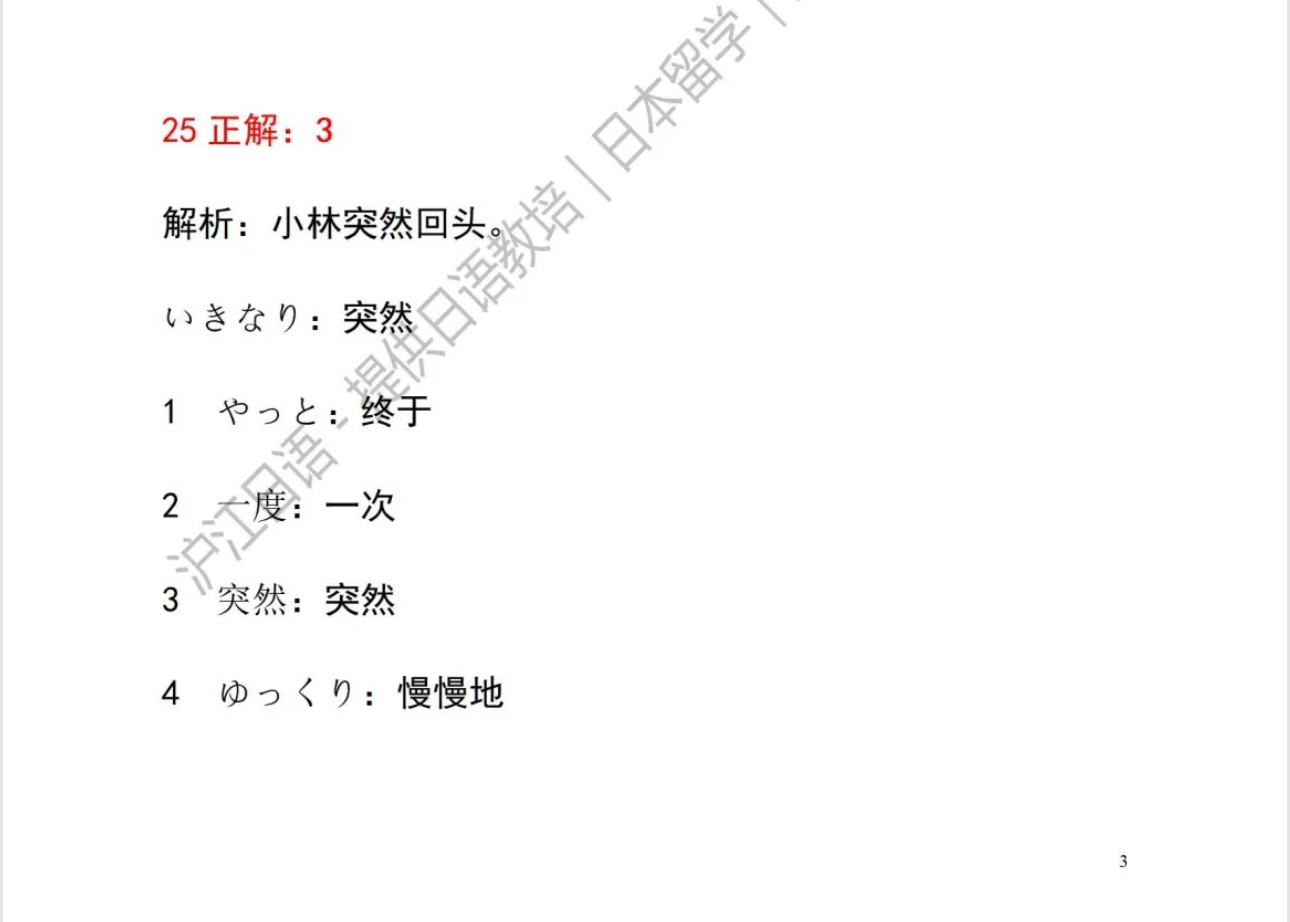 25 正解：3
解析：小林突然回头。
いきなり：突然
1　やっと：终于
2　一度：一次
3　突然：突然
4　ゆっくり：慢慢地
沪江日语 - 提供日语教培｜日本留学｜
3